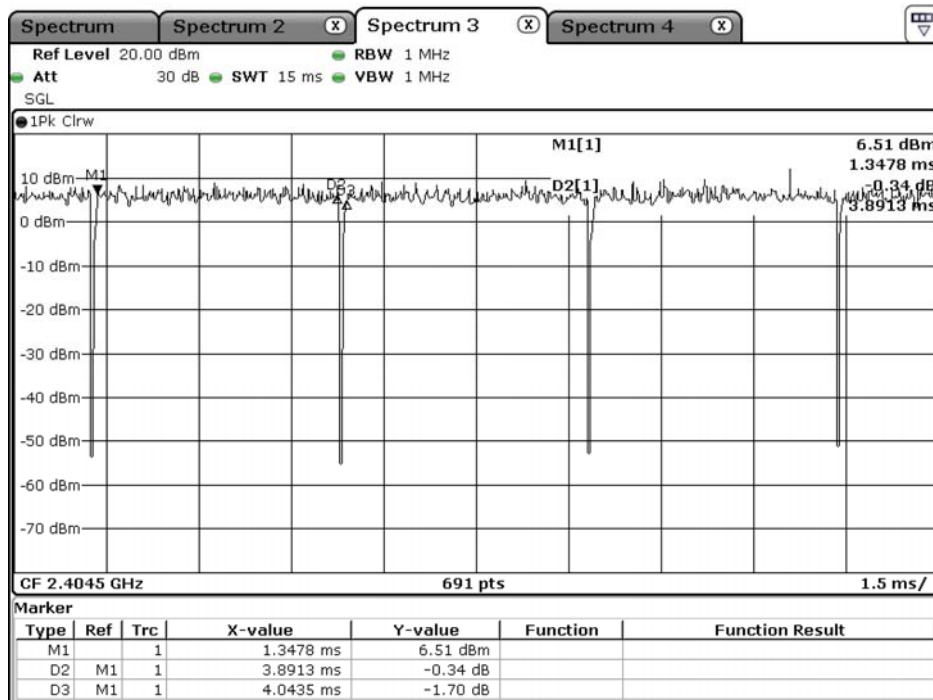 Spectrum Spectrum 2 X Spectrum 3 X Spectrum 4 X
Ref Level 20.00 dBm RBW 1 MHz
Att 30 dB SWT 15 ms VBW 1 MHz
SGL
1Pk Clrw
M1[1] 6.51 dBm
1.3478 ms
10 dBm M1 D2 D3 D2[1] -0.34 dB
3.8913 ms
0 dBm
-10 dBm
-20 dBm
-30 dBm
-40 dBm
-50 dBm
-60 dBm
-70 dBm
CF 2.4045 GHz 691 pts 1.5 ms/
Marker
Type Ref Trc X-value Y-value Function Function Result
M1 1 1.3478 ms 6.51 dBm
D2 M1 1 3.8913 ms -0.34 dB
D3 M1 1 4.0435 ms -1.70 dB